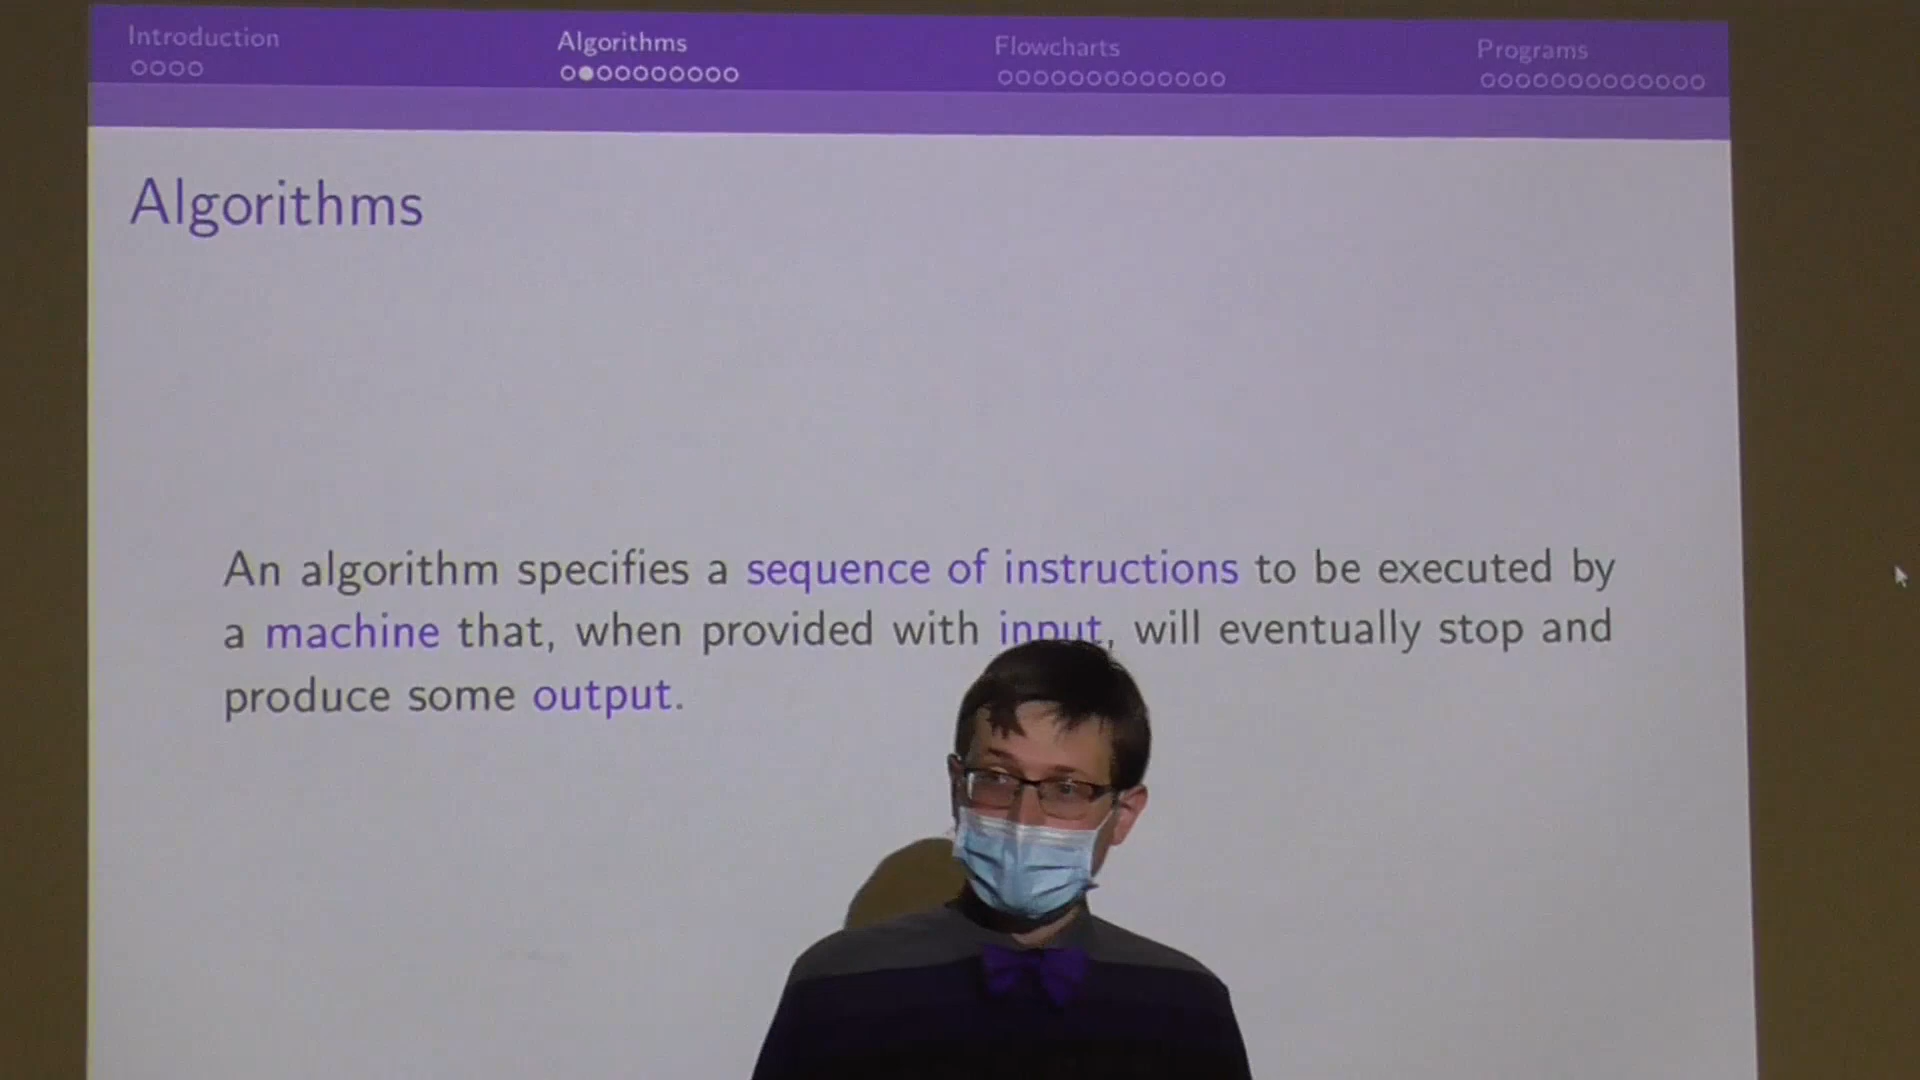 Introduction
Algorithms
Flowcharts
Programs
Algorithms
An algorithm specifies a sequence of instructions to be executed by
a machine that, when provided with input, will eventually stop and
produce some output.